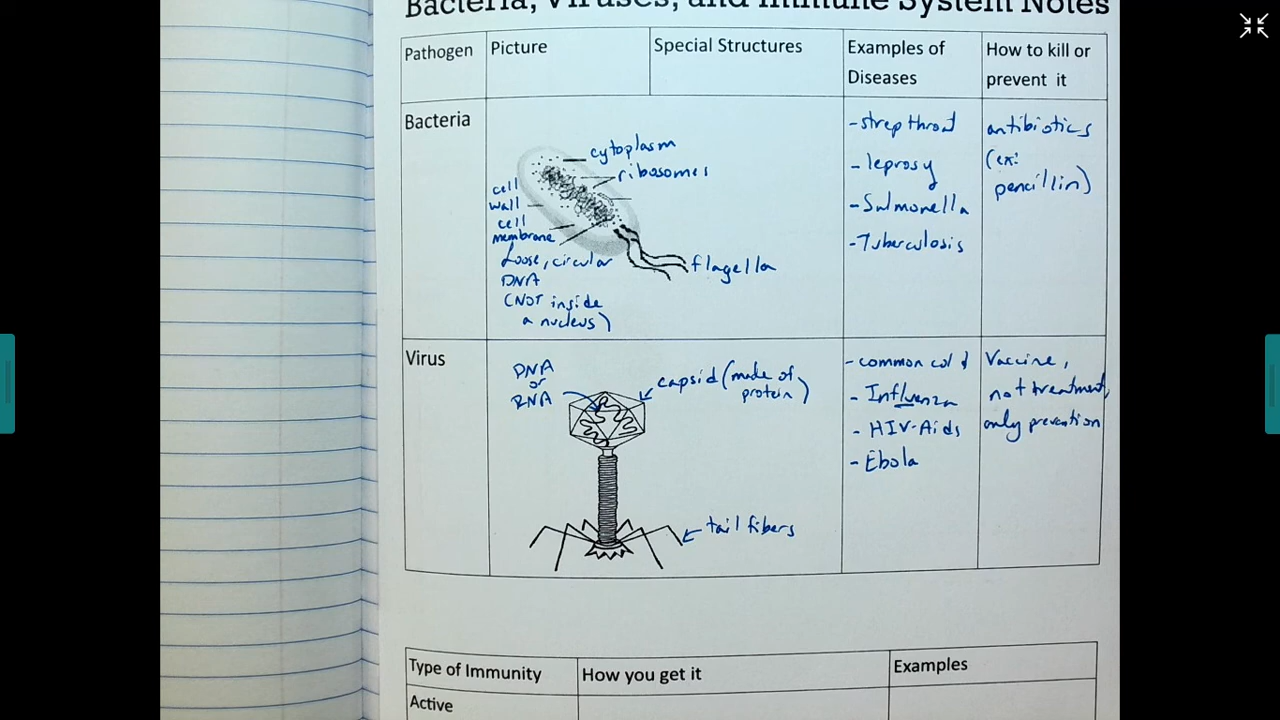 Bacteria, Viruses, and Immune System Notes
Pathogen
Picture
Special Structures
Examples of
Diseases
How to kill or
prevent it
Bacteria
cytoplasm
ribosomes
cell
wall
cell
membrane
Loose, circular
DNA
(NOT inside
a nucleus)
flagella
-strep throat
-leprosy
-Salmonella
-Tuberculosis
antibiotics
(ex:
pencillin)
Virus
DNA
or
RNA
capsid (made of
protein)
tail fibers
-common cold
- Influenza
- HIV-Aids
- Ebola
Vaccine,
not treatment,
only prevention
Type of Immunity
How you get it
Examples
Active